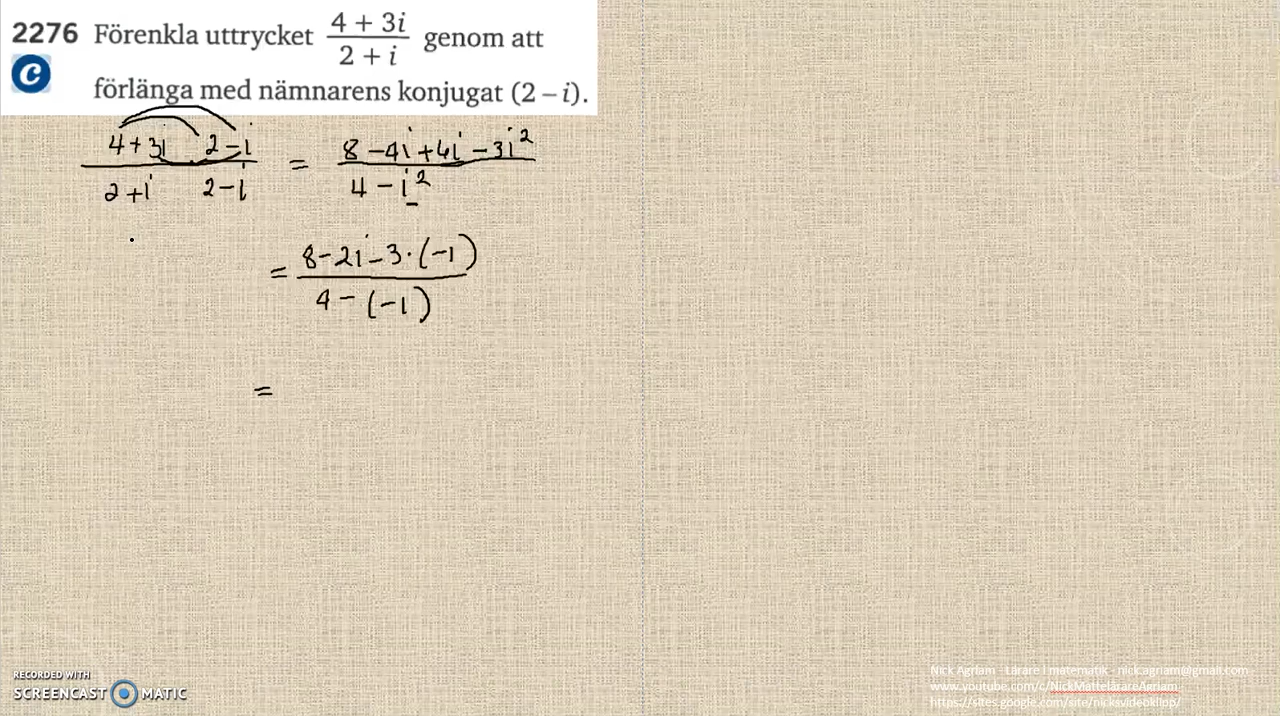 2276 Förenkla uttrycket (4 + 3i)/(2 + i) genom att
C
förlänga med nämnarens konjugat (2 – i).
(4+3i 2-i)/(2+i 2-i) = (8-4i+6i-3i²)/(4-i²)
= (8-2i-3·(-1))/(4-(-1))
=
RECORDED WITH
SCREENCAST MATIC
Nick Agriani - Lärare i matematik - nick.agriam@gmail.com
www.youtube.com/c/NickMattelärareAgriam
https://sites.google.com/site/nicksvideoklipp/